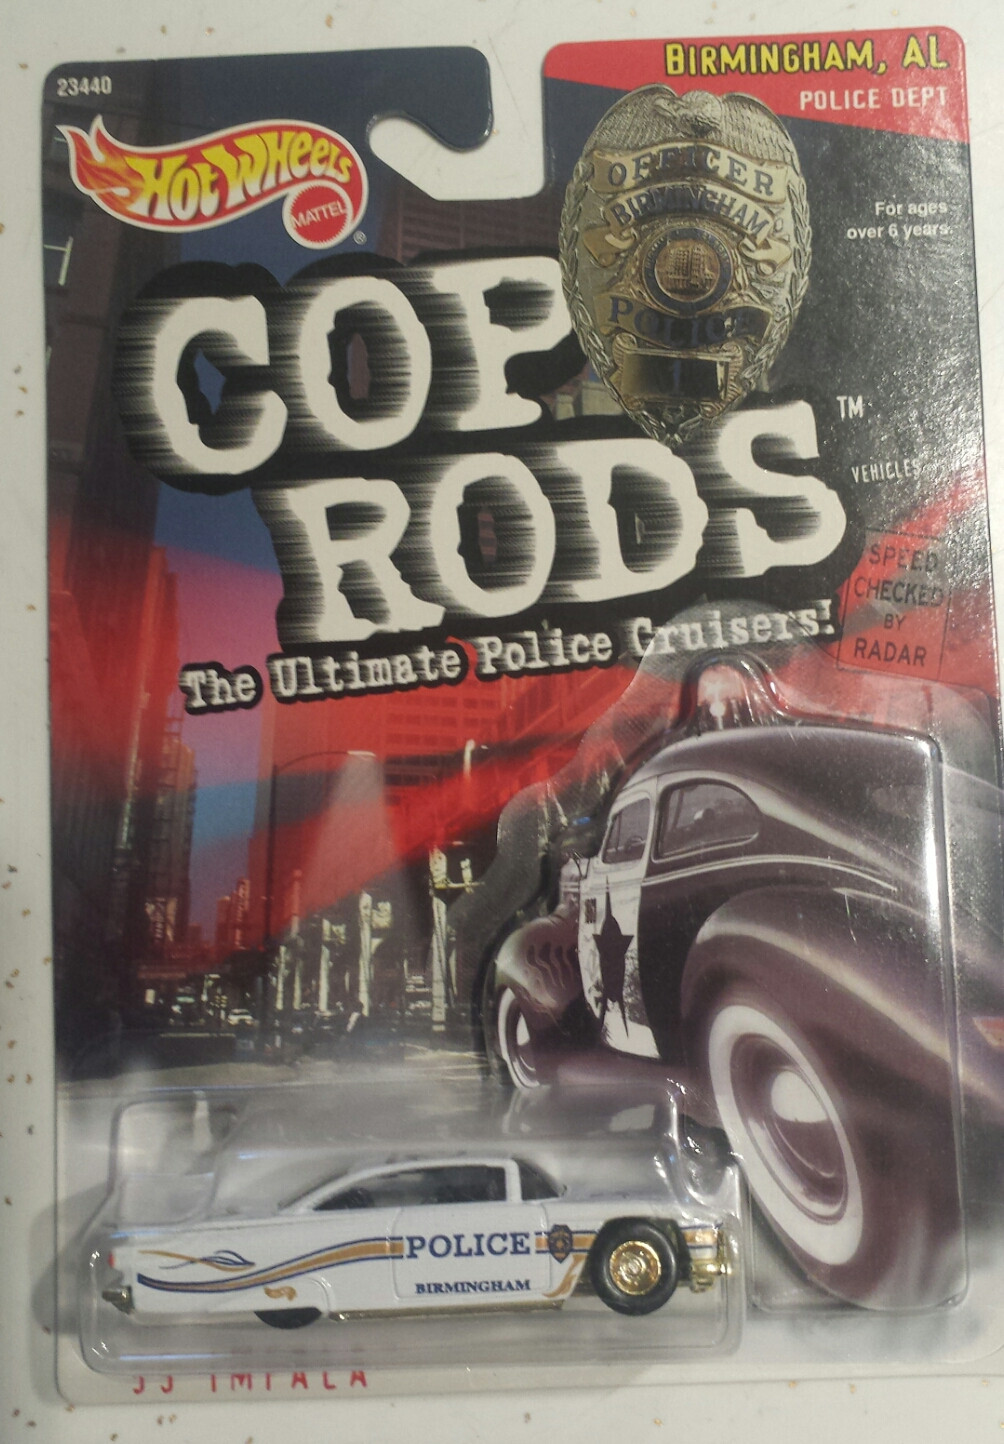 23440
BIRMINGHAM, AL
POLICE DEPT
HOT WHEELS
MATTEL
®
OFFICER
BIRMINGHAM
POLICE
For ages
over 6 years.
COP
RODS
TM
VEHICLES
The Ultimate Police Cruisers!
SPEED
CHECKED
BY
RADAR
POLICE
BIRMINGHAM
IMPALA